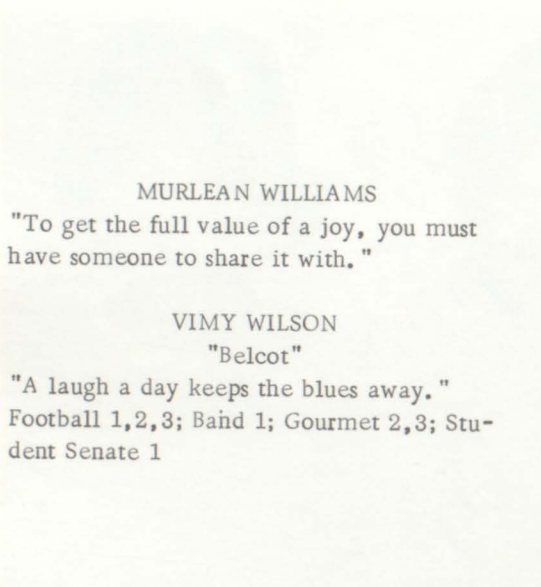 MURLEAN WILLIAMS
"To get the full value of a joy, you must
have someone to share it with."
VIMY WILSON
"Belcot"
"A laugh a day keeps the blues away."
Football 1,2,3; Band 1; Gourmet 2,3; Stu-
dent Senate 1